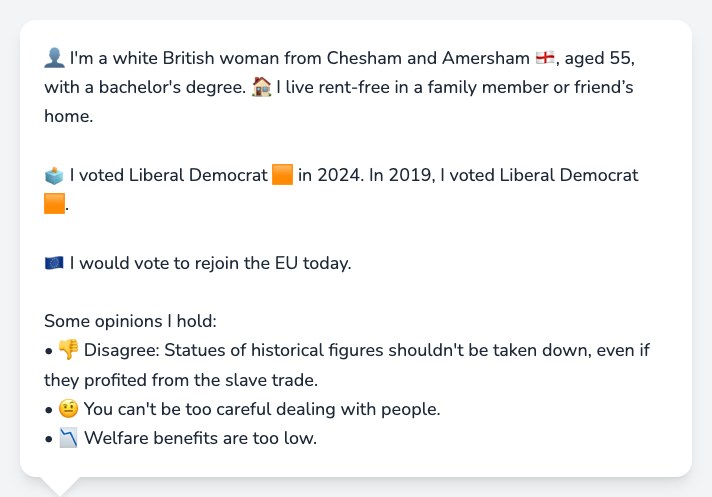 👤 I'm a white British woman from Chesham and Amersham 🏴󠁧󠁢󠁥󠁮󠁧󠁿, aged 55,
with a bachelor's degree. 🏠 I live rent-free in a family member or friend’s
home.
🗳️ I voted Liberal Democrat 🟧 in 2024. In 2019, I voted Liberal Democrat
🟧.
🇪🇺 I would vote to rejoin the EU today.
Some opinions I hold:
• 👎 Disagree: Statues of historical figures shouldn't be taken down, even if
they profited from the slave trade.
• 🤨 You can't be too careful dealing with people.
• 📉 Welfare benefits are too low.